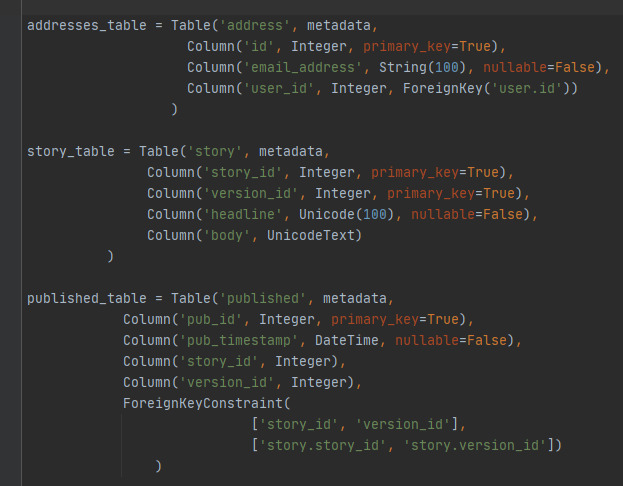 addresses_table = Table('address', metadata,
Column('id', Integer, primary_key=True),
Column('email_address', String(100), nullable=False),
Column('user_id', Integer, ForeignKey('user.id'))
)
story_table = Table('story', metadata,
Column('story_id', Integer, primary_key=True),
Column('version_id', Integer, primary_key=True),
Column('headline', Unicode(100), nullable=False),
Column('body', UnicodeText)
)
published_table = Table('published', metadata,
Column('pub_id', Integer, primary_key=True),
Column('pub_timestamp', DateTime, nullable=False),
Column('story_id', Integer),
Column('version_id', Integer),
ForeignKeyConstraint(
['story_id', 'version_id'],
['story.story_id', 'story.version_id'])
)